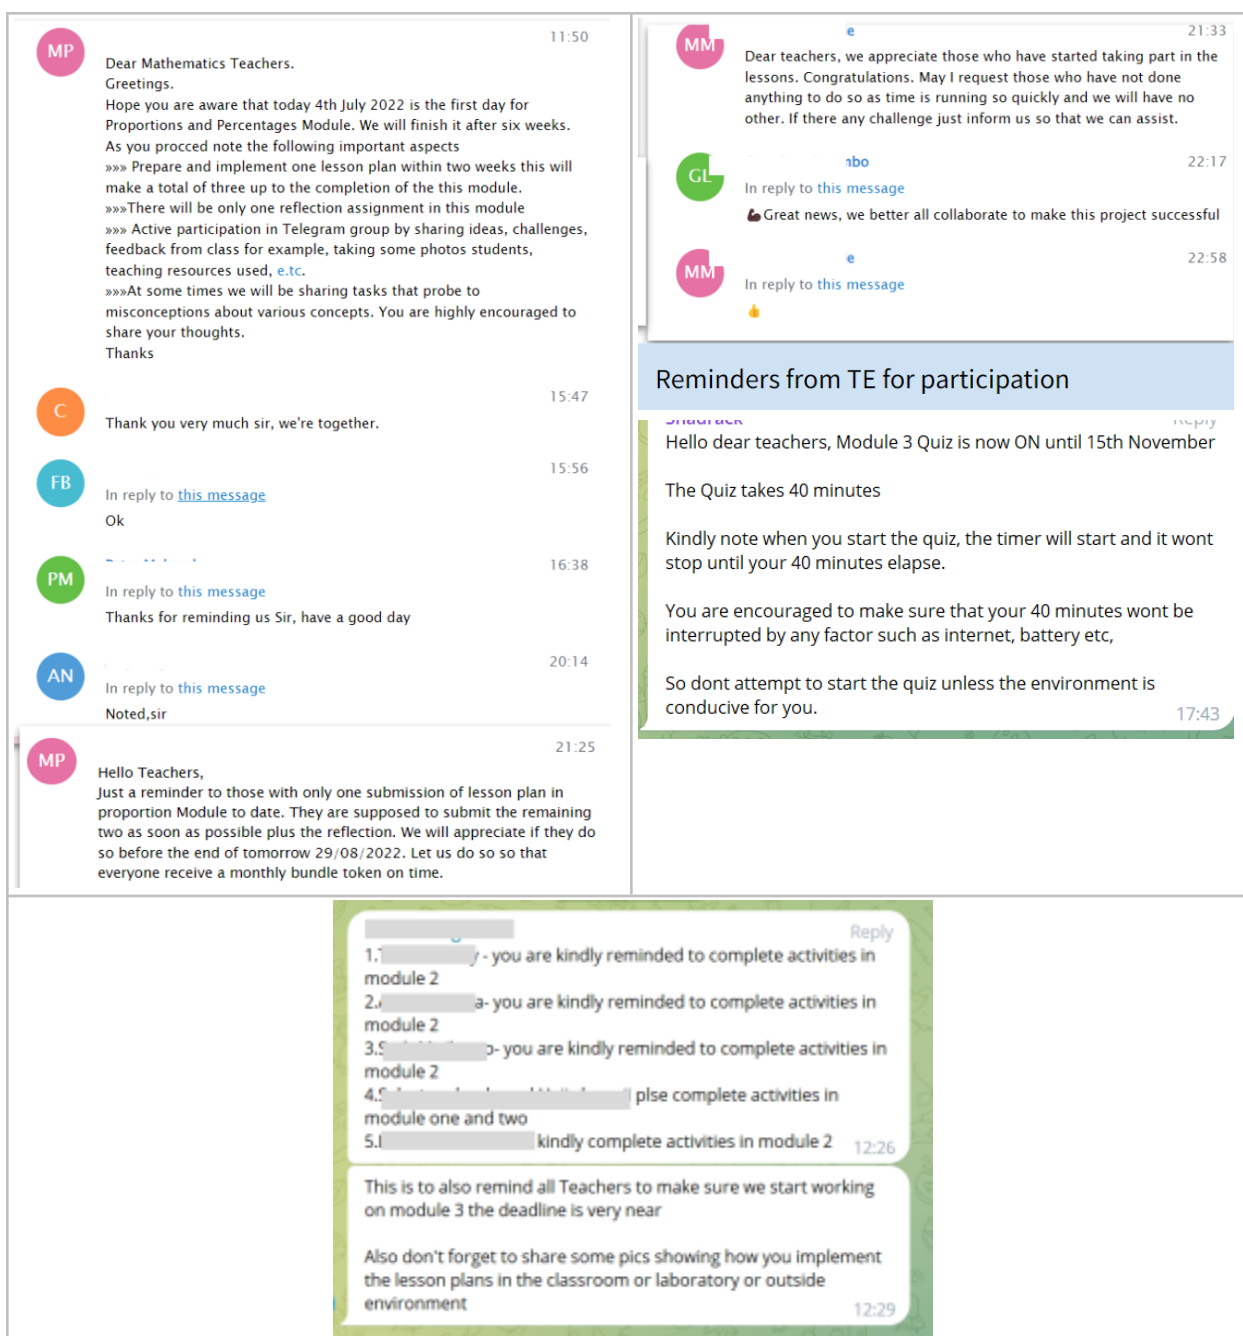 MP
11:50
Dear Mathematics Teachers.
Greetings.
Hope you are aware that today 4th July 2022 is the first day for
Proportions and Percentages Module. We will finish it after six weeks.
As you procced note the following important aspects
»»» Prepare and implement one lesson plan within two weeks this will
make a total of three up to the completion of the this module.
»»»There will be only one reflection assignment in this module
»»» Active participation in Telegram group by sharing ideas, challenges,
feedback from class for example, taking some photos students,
teaching resources used, e.tc.
»»»At some times we will be sharing tasks that probe to
misconceptions about various concepts. You are highly encouraged to
share your thoughts.
Thanks
C
15:47
Thank you very much sir, we're together.
FB
15:56
In reply to this message
Ok
PM
16:38
In reply to this message
Thanks for reminding us Sir, have a good day
AN
20:14
In reply to this message
Noted,sir
MP
21:25
Hello Teachers,
Just a reminder to those with only one submission of lesson plan in
proportion Module to date. They are supposed to submit the remaining
two as soon as possible plus the reflection. We will appreciate if they do
so before the end of tomorrow 29/08/2022. Let us do so so that
everyone receive a monthly bundle token on time.
MM
e
21:33
Dear teachers, we appreciate those who have started taking part in the
lessons. Congratulations. May I request those who have not done
anything to do so as time is running so quickly and we will have no
other. If there any challenge just inform us so that we can assist.
GL
mbo
22:17
In reply to this message
💪🏿Great news, we better all collaborate to make this project successful
MM
e
22:58
In reply to this message
👍
Reminders from TE for participation
Shadrack
Reply
Hello dear teachers, Module 3 Quiz is now ON until 15th November
The Quiz takes 40 minutes
Kindly note when you start the quiz, the timer will start and it wont
stop until your 40 minutes elapse.
You are encouraged to make sure that your 40 minutes wont be
interrupted by any factor such as internet, battery etc,
So dont attempt to start the quiz unless the environment is
conducive for you.
17:43
Reply
1. y - you are kindly reminded to complete activities in
module 2
2. a- you are kindly reminded to complete activities in
module 2
3.S o- you are kindly reminded to complete activities in
module 2
4.S plse complete activities in
module one and two
5. kindly complete activities in module 2
12:26
This is to also remind all Teachers to make sure we start working
on module 3 the deadline is very near
Also don't forget to share some pics showing how you implement
the lesson plans in the classroom or laboratory or outside
environment
12:29